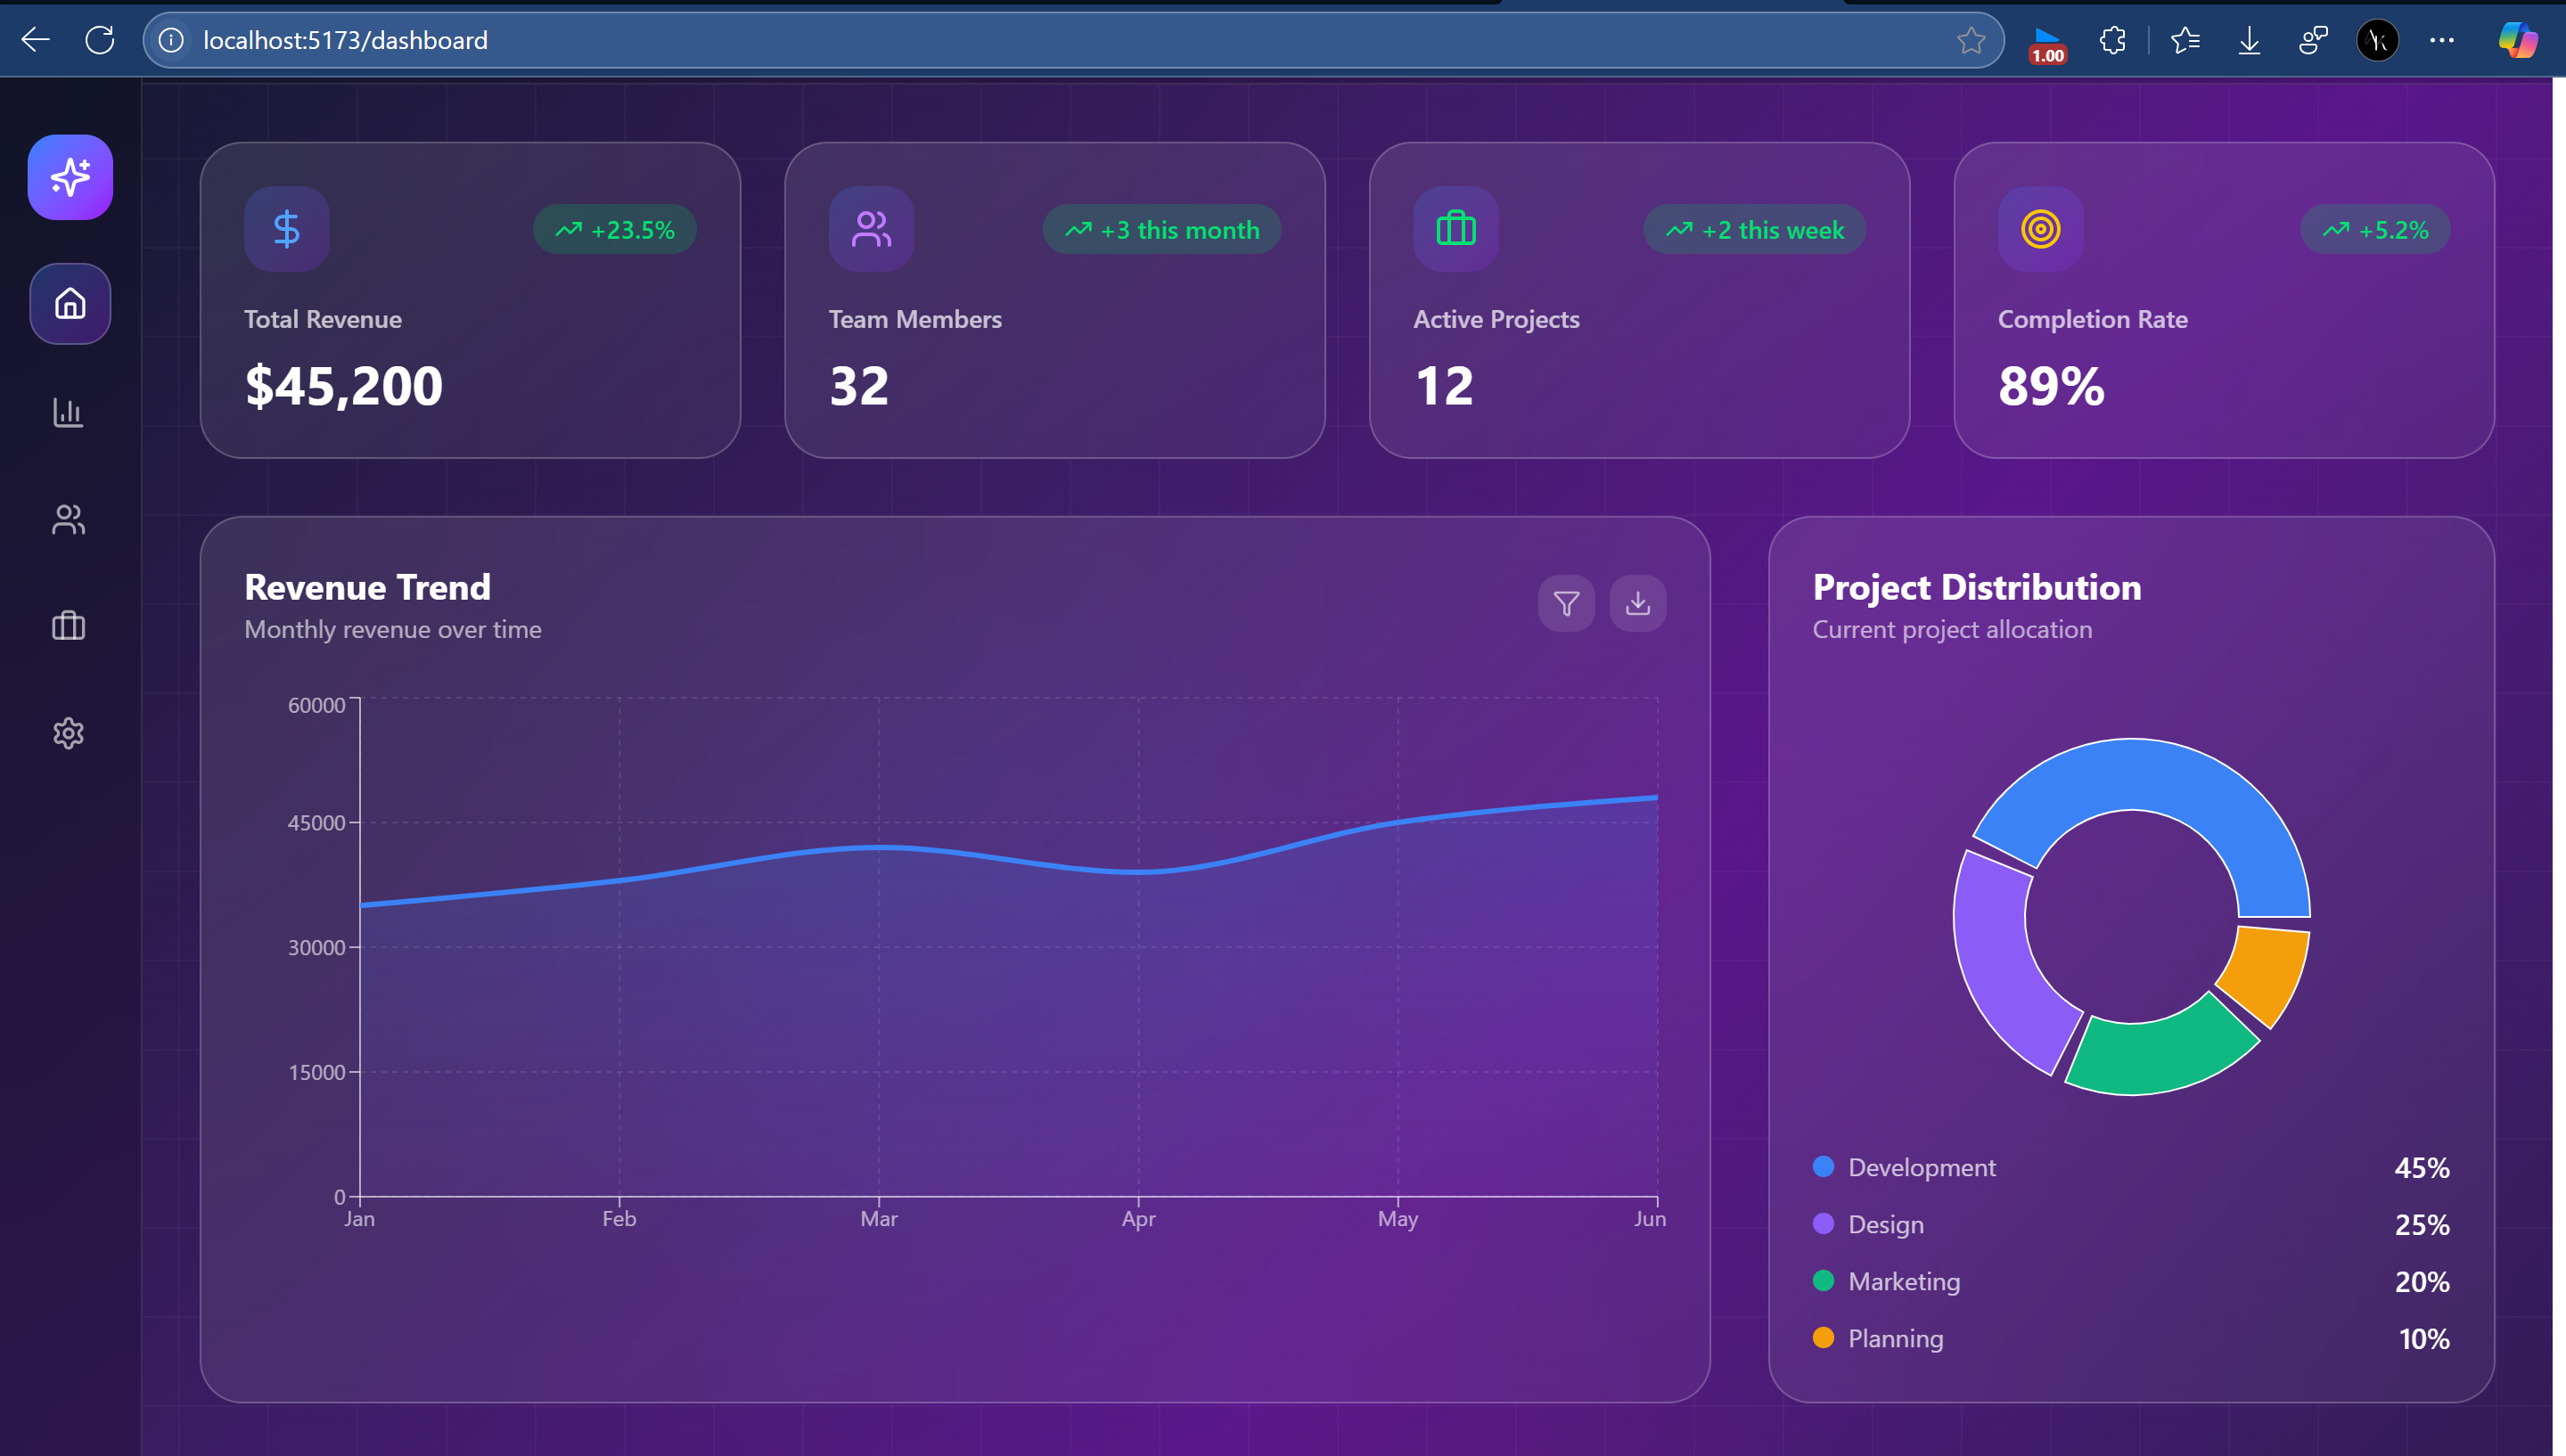 localhost:5173/dashboard
1.00
+23.5%
Total Revenue
$45,200
+3 this month
Team Members
32
+2 this week
Active Projects
12
+5.2%
Completion Rate
89%
Revenue Trend
Monthly revenue over time
60000
45000
30000
15000
0
Jan Feb Mar Apr May Jun
Project Distribution
Current project allocation
Development 45%
Design 25%
Marketing 20%
Planning 10%